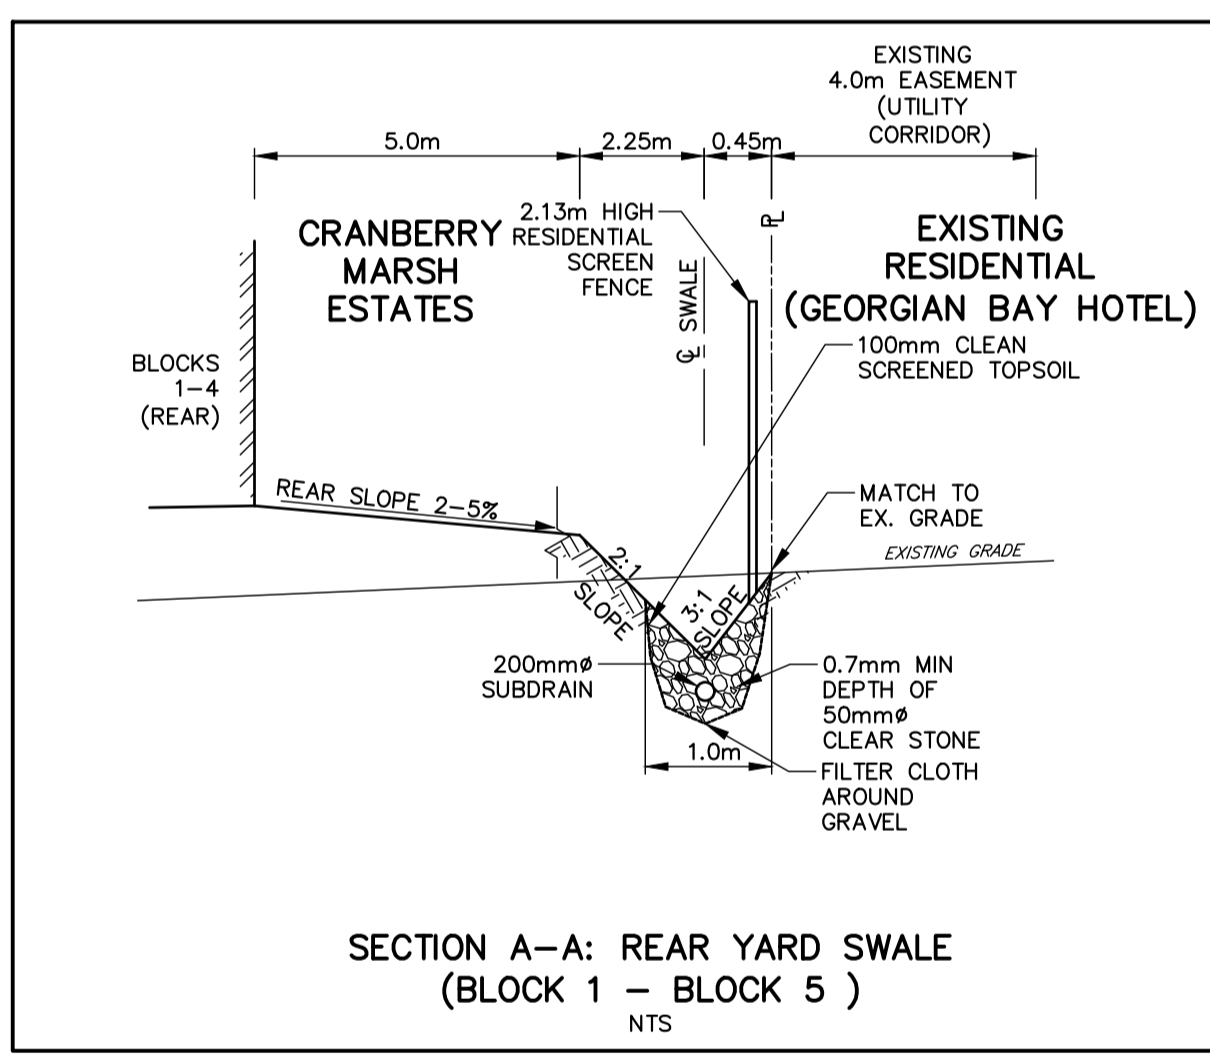 EXISTING
4.0m EASEMENT
(UTILITY
CORRIDOR)
5.0m
2.25m
0.45m
CRANBERRY
MARSH
ESTATES
2.13m HIGH
RESIDENTIAL
SCREEN
FENCE
℄ SWALE
PL
EXISTING
RESIDENTIAL
(GEORGIAN BAY HOTEL)
100mm CLEAN
SCREENED TOPSOIL
BLOCKS
1-4
(REAR)
REAR SLOPE 2-5%
MATCH TO
EX. GRADE
EXISTING GRADE
2:1
SLOPE
3:1
SLOPE
200mmø
SUBDRAIN
0.7mm MIN
DEPTH OF
50mmø
CLEAR STONE
1.0m
FILTER CLOTH
AROUND
GRAVEL
SECTION A-A: REAR YARD SWALE
(BLOCK 1 - BLOCK 5 )
NTS